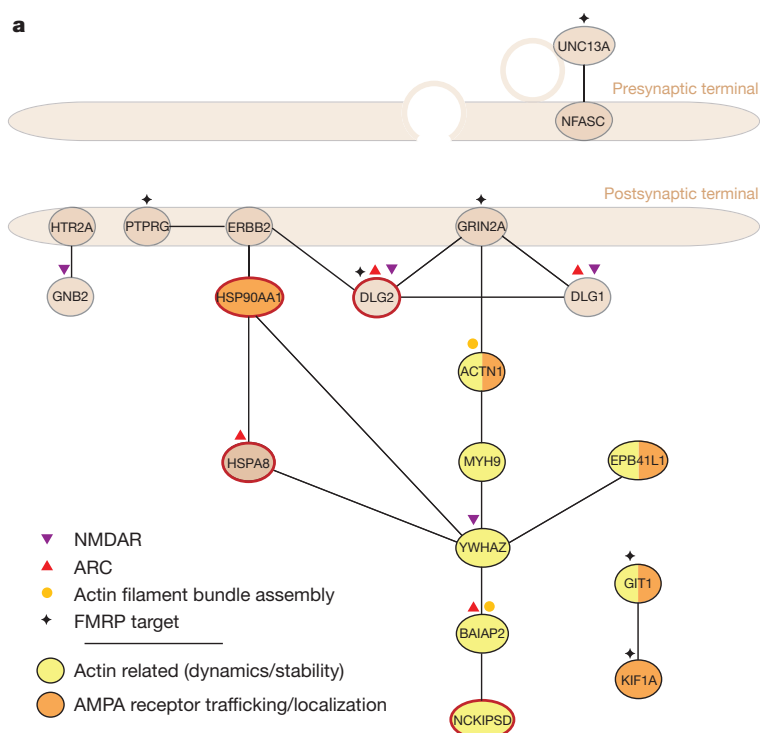 a
UNC13A
Presynaptic terminal
NFASC
Postsynaptic terminal
HTR2A PTPRG ERBB2 GRIN2A
GNB2 HSP90AA1 DLG2 DLG1
ACTN1
HSPA8 MYH9 EPB41L1
NMDAR YWHAZ
ARC
Actin filament bundle assembly GIT1
FMRP target
BAIAP2
Actin related (dynamics/stability) KIF1A
AMPA receptor trafficking/localization
NCKIPSD